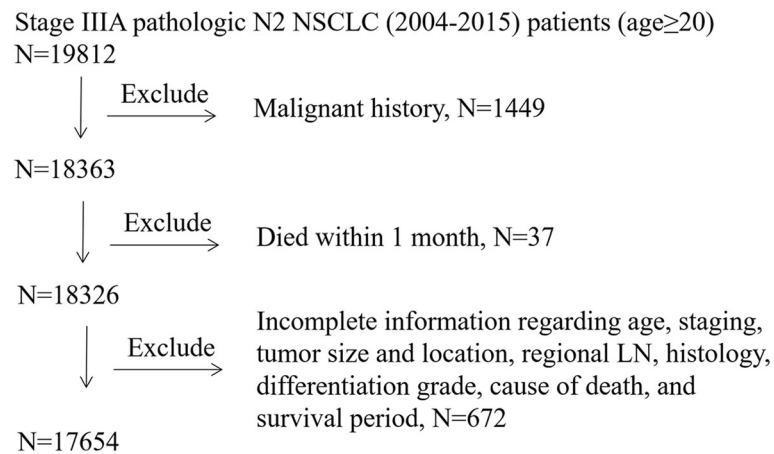 Stage IIIA pathologic N2 NSCLC (2004-2015) patients (age≥20)
N=19812
Exclude
Malignant history, N=1449
N=18363
Exclude
Died within 1 month, N=37
N=18326
Exclude
Incomplete information regarding age, staging,
tumor size and location, regional LN, histology,
differentiation grade, cause of death, and
survival period, N=672
N=17654